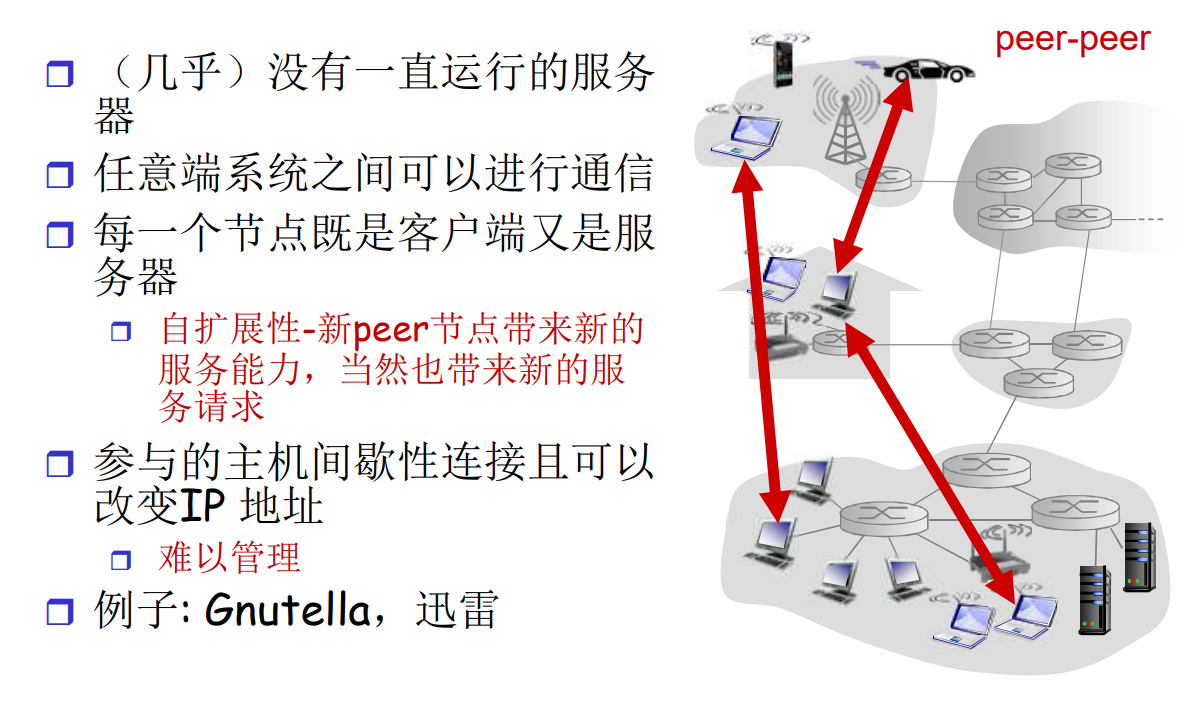 peer-peer
（几乎）没有一直运行的服务
器
任意端系统之间可以进行通信
每一个节点既是客户端又是服
务器
自扩展性-新peer节点带来新的
服务能力，当然也带来新的服
务请求
参与的主机间歇性连接且可以
改变IP 地址
难以管理
例子: Gnutella，迅雷